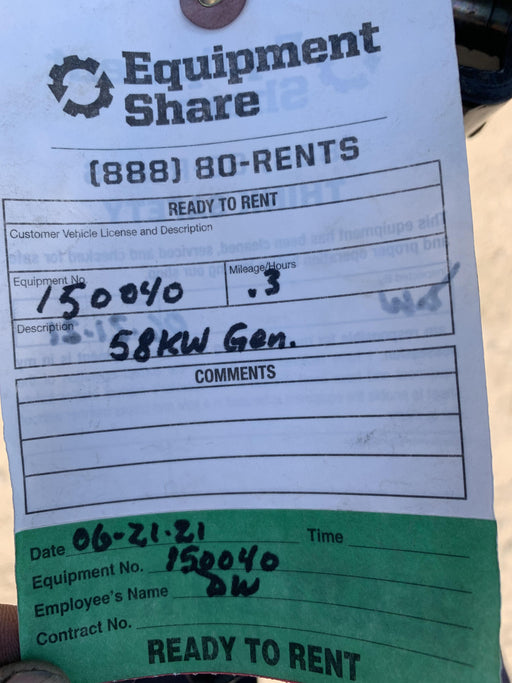 Equipment
Share
(888) 80-RENTS
READY TO RENT
Customer Vehicle License and Description
Equipment No. 150040
Mileage/Hours .3
Description 58KW Gen.
COMMENTS
Date 06-21-21 Time
Equipment No. 150040
Employee's Name DW
Contract No.
READY TO RENT